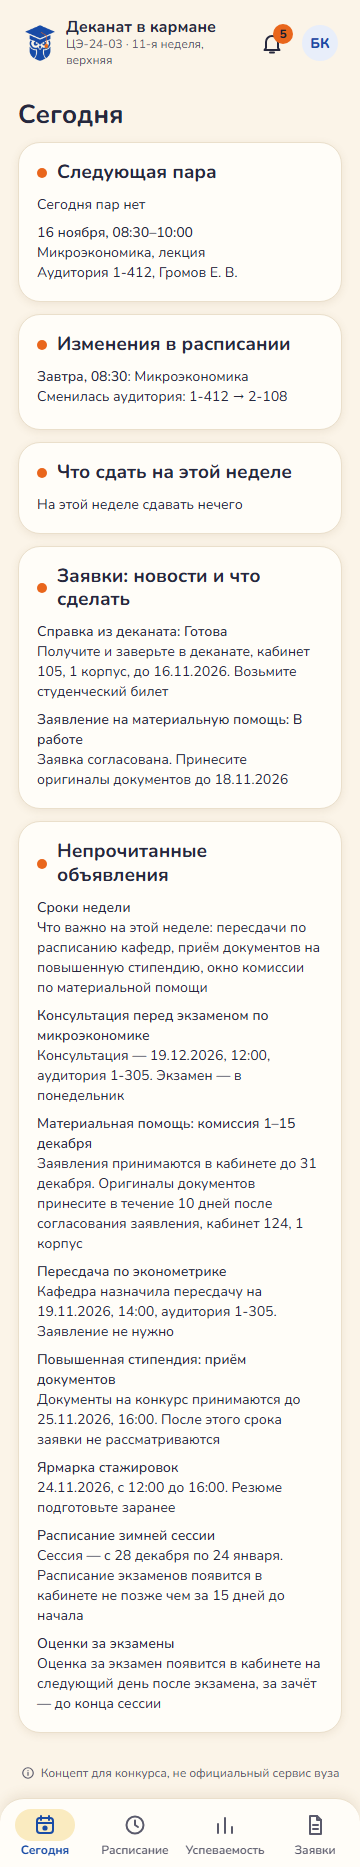 Деканат в кармане
ЦЭ-24-03 · 11-я неделя,
верхняя
5
БК
Сегодня
Следующая пара
Сегодня пар нет
16 ноября, 08:30–10:00
Микроэкономика, лекция
Аудитория 1-412, Громов Е. В.
Изменения в расписании
Завтра, 08:30: Микроэкономика
Сменилась аудитория: 1-412 → 2-108
Что сдать на этой неделе
На этой неделе сдавать нечего
Заявки: новости и что
сделать
Справка из деканата: Готова
Получите и заверьте в деканате, кабинет
105, 1 корпус, до 16.11.2026. Возьмите
студенческий билет
Заявление на материальную помощь: В
работе
Заявка согласована. Принесите
оригиналы документов до 18.11.2026
Непрочитанные
объявления
Сроки недели
Что важно на этой неделе: пересдачи по
расписанию кафедр, приём документов на
повышенную стипендию, окно комиссии
по материальной помощи
Консультация перед экзаменом по
микроэкономике
Консультация — 19.12.2026, 12:00,
аудитория 1-305. Экзамен — в
понедельник
Материальная помощь: комиссия 1–15
декабря
Заявления принимаются в кабинете до 31
декабря. Оригиналы документов
принесите в течение 10 дней после
согласования заявления, кабинет 124, 1
корпус
Пересдача по эконометрике
Кафедра назначила пересдачу на
19.11.2026, 14:00, аудитория 1-305.
Заявление не нужно
Повышенная стипендия: приём
документов
Документы на конкурс принимаются до
25.11.2026, 16:00. После этого срока
заявки не рассматриваются
Ярмарка стажировок
24.11.2026, с 12:00 до 16:00. Резюме
подготовьте заранее
Расписание зимней сессии
Сессия — с 28 декабря по 24 января.
Расписание экзаменов появится в
кабинете не позже чем за 15 дней до
начала
Оценки за экзамены
Оценка за экзамен появится в кабинете на
следующий день после экзамена, за зачёт
— до конца сессии
Концепт для конкурса, не официальный сервис вуза
Сегодня
Расписание
Успеваемость
Заявки